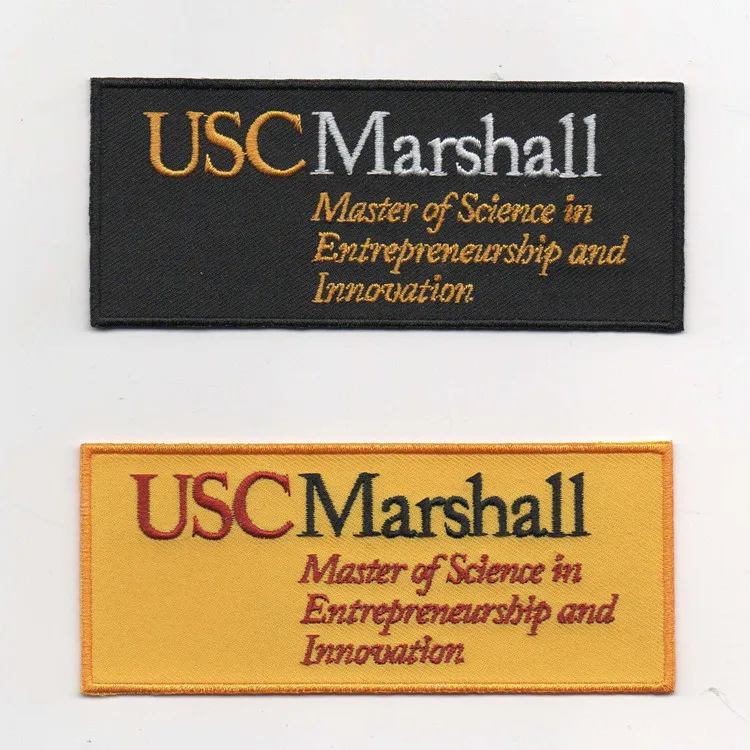 USC Marshall
Master of Science in
Entrepreneurship and
Innovation
USC Marshall
Master of Science in
Entrepreneurship and
Innovation